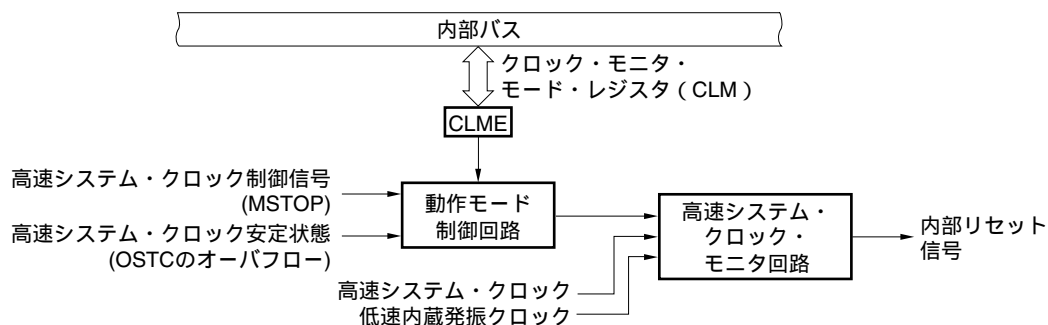 内部バス
クロック・モニタ・
モード・レジスタ(CLM)
CLME
高速システム・クロック制御信号
(MSTOP)
高速システム・クロック安定状態
(OSTCのオーバフロー)
動作モード
制御回路
高速システム・
クロック・
モニタ回路
内部リセット
信号
高速システム・クロック
低速内蔵発振クロック